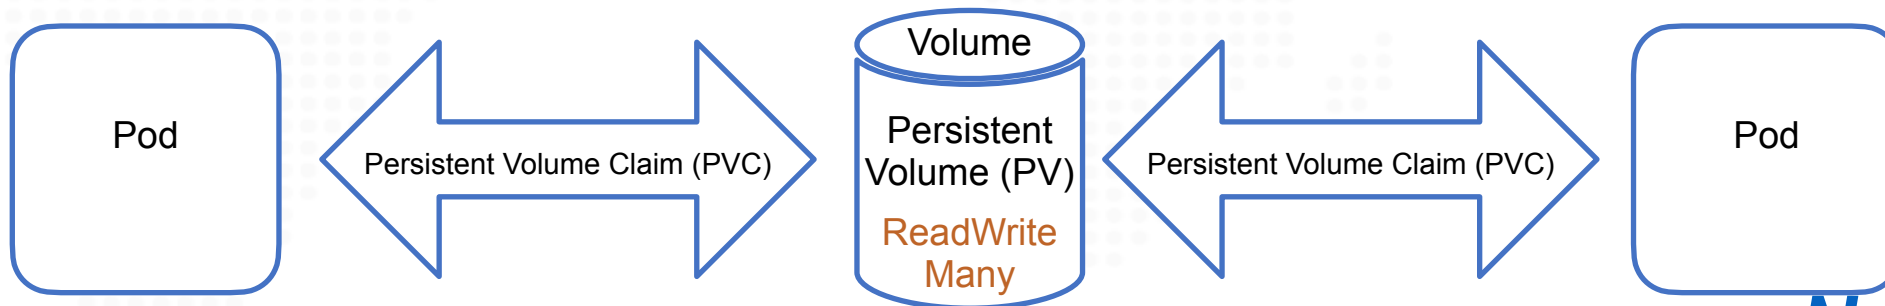 Pod
Persistent Volume Claim (PVC)
Volume
Persistent
Volume (PV)
ReadWrite
Many
Persistent Volume Claim (PVC)
Pod